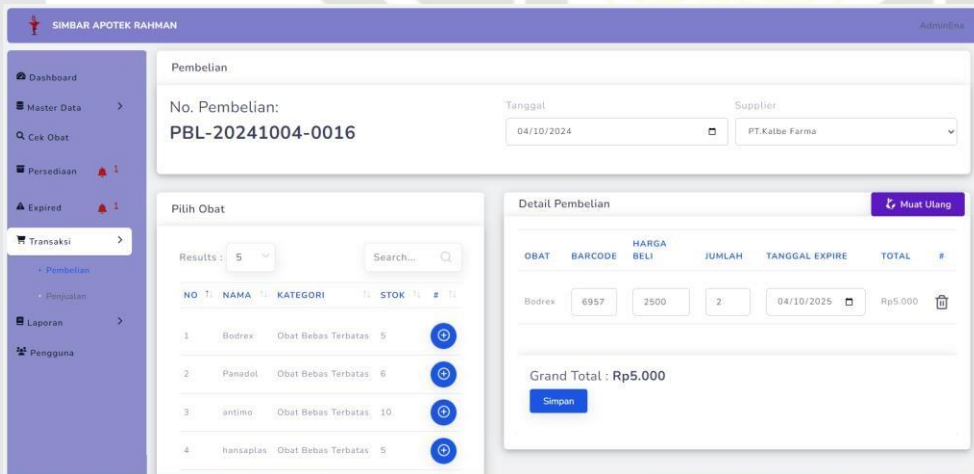 SIMBAR APOTEK RAHMAN
AdminEna
Dashboard
Master Data
Cek Obat
Persediaan 1
Expired 1
Transaksi
Pembelian
Penjualan
Laporan
Pengguna
Pembelian
No. Pembelian:
PBL-20241004-0016
Tanggal
04/10/2024
Supplier
PT.Kalbe Farma
Pilih Obat
Results : 5
Search...
NO NAMA KATEGORI STOK #
1 Bodrex Obat Bebas Terbatas 5
2 Panadol Obat Bebas Terbatas 6
3 antimo Obat Bebas Terbatas 10
4 hansaplas Obat Bebas Terbatas 5
Detail Pembelian
Muat Ulang
OBAT BARCODE HARGA BELI JUMLAH TANGGAL EXPIRE TOTAL #
Bodrex 6957 2500 2 04/10/2025 Rp5.000
Grand Total : Rp5.000
Simpan